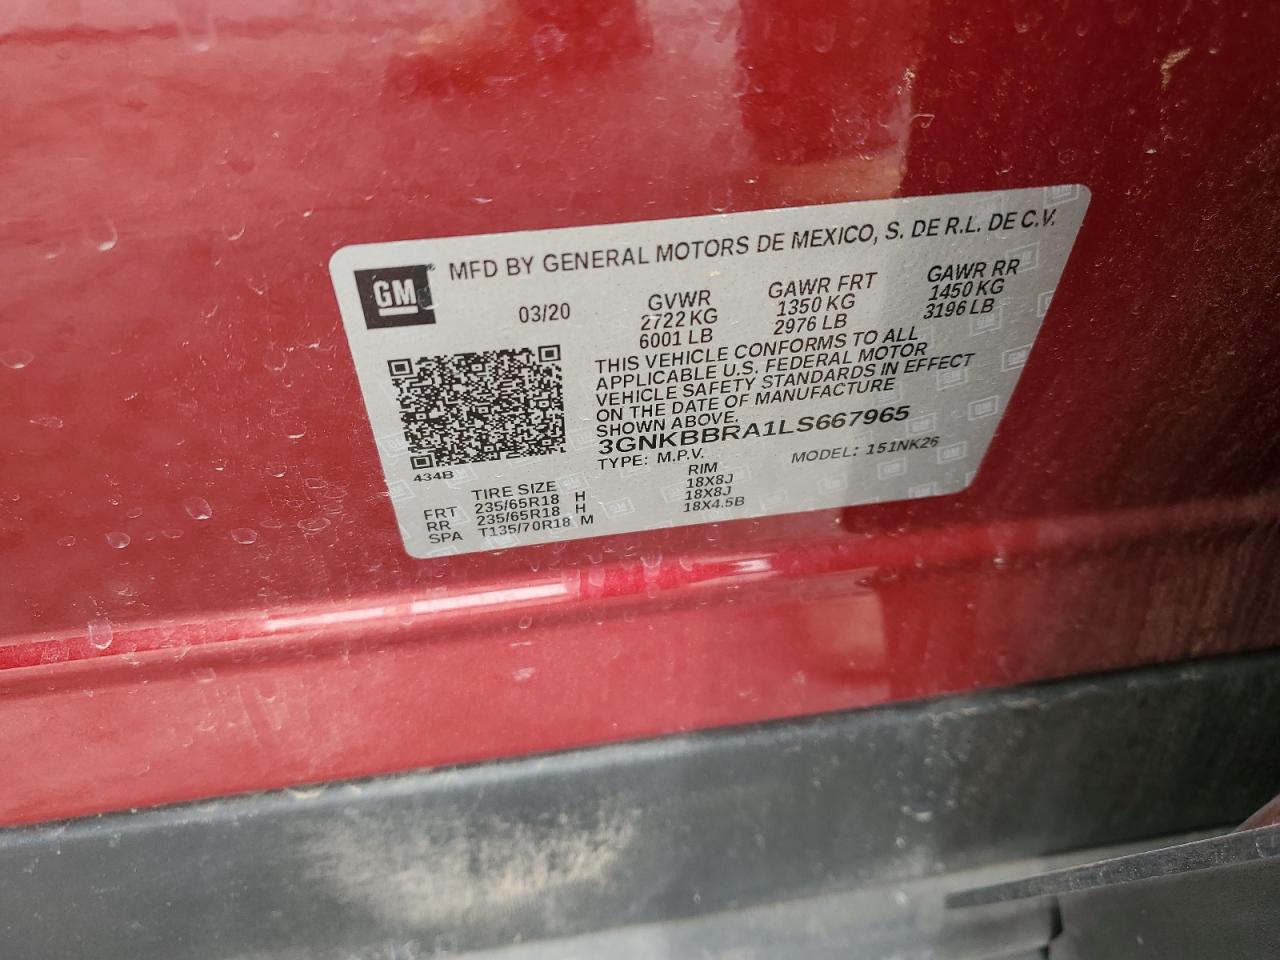 GM
MFD BY GENERAL MOTORS DE MEXICO, S. DE R.L. DE C.V.
03/20
GVWR
2722 KG
6001 LB
GAWR FRT
1350 KG
2976 LB
GAWR RR
1450 KG
3196 LB
THIS VEHICLE CONFORMS TO ALL
APPLICABLE U.S. FEDERAL MOTOR
VEHICLE SAFETY STANDARDS IN EFFECT
ON THE DATE OF MANUFACTURE
SHOWN ABOVE.
3GNKBBRA1LS667965
TYPE: M.P.V. MODEL: 151NK26
434B
TIRE SIZE RIM
FRT 235/65R18 H 18X8J
RR 235/65R18 H 18X8J
SPA T135/70R18 M 18X4.5B